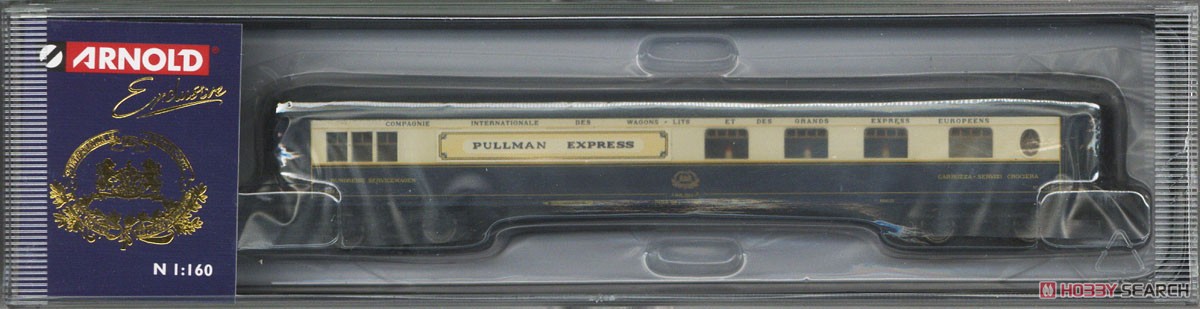 ARNOLD
Exclusive
N 1:160
COMPAGNIE INTERNATIONALE DES WAGONS-LITS ET DES GRANDS EXPRESS EUROPEENS
PULLMAN EXPRESS
HOBBY SEARCH